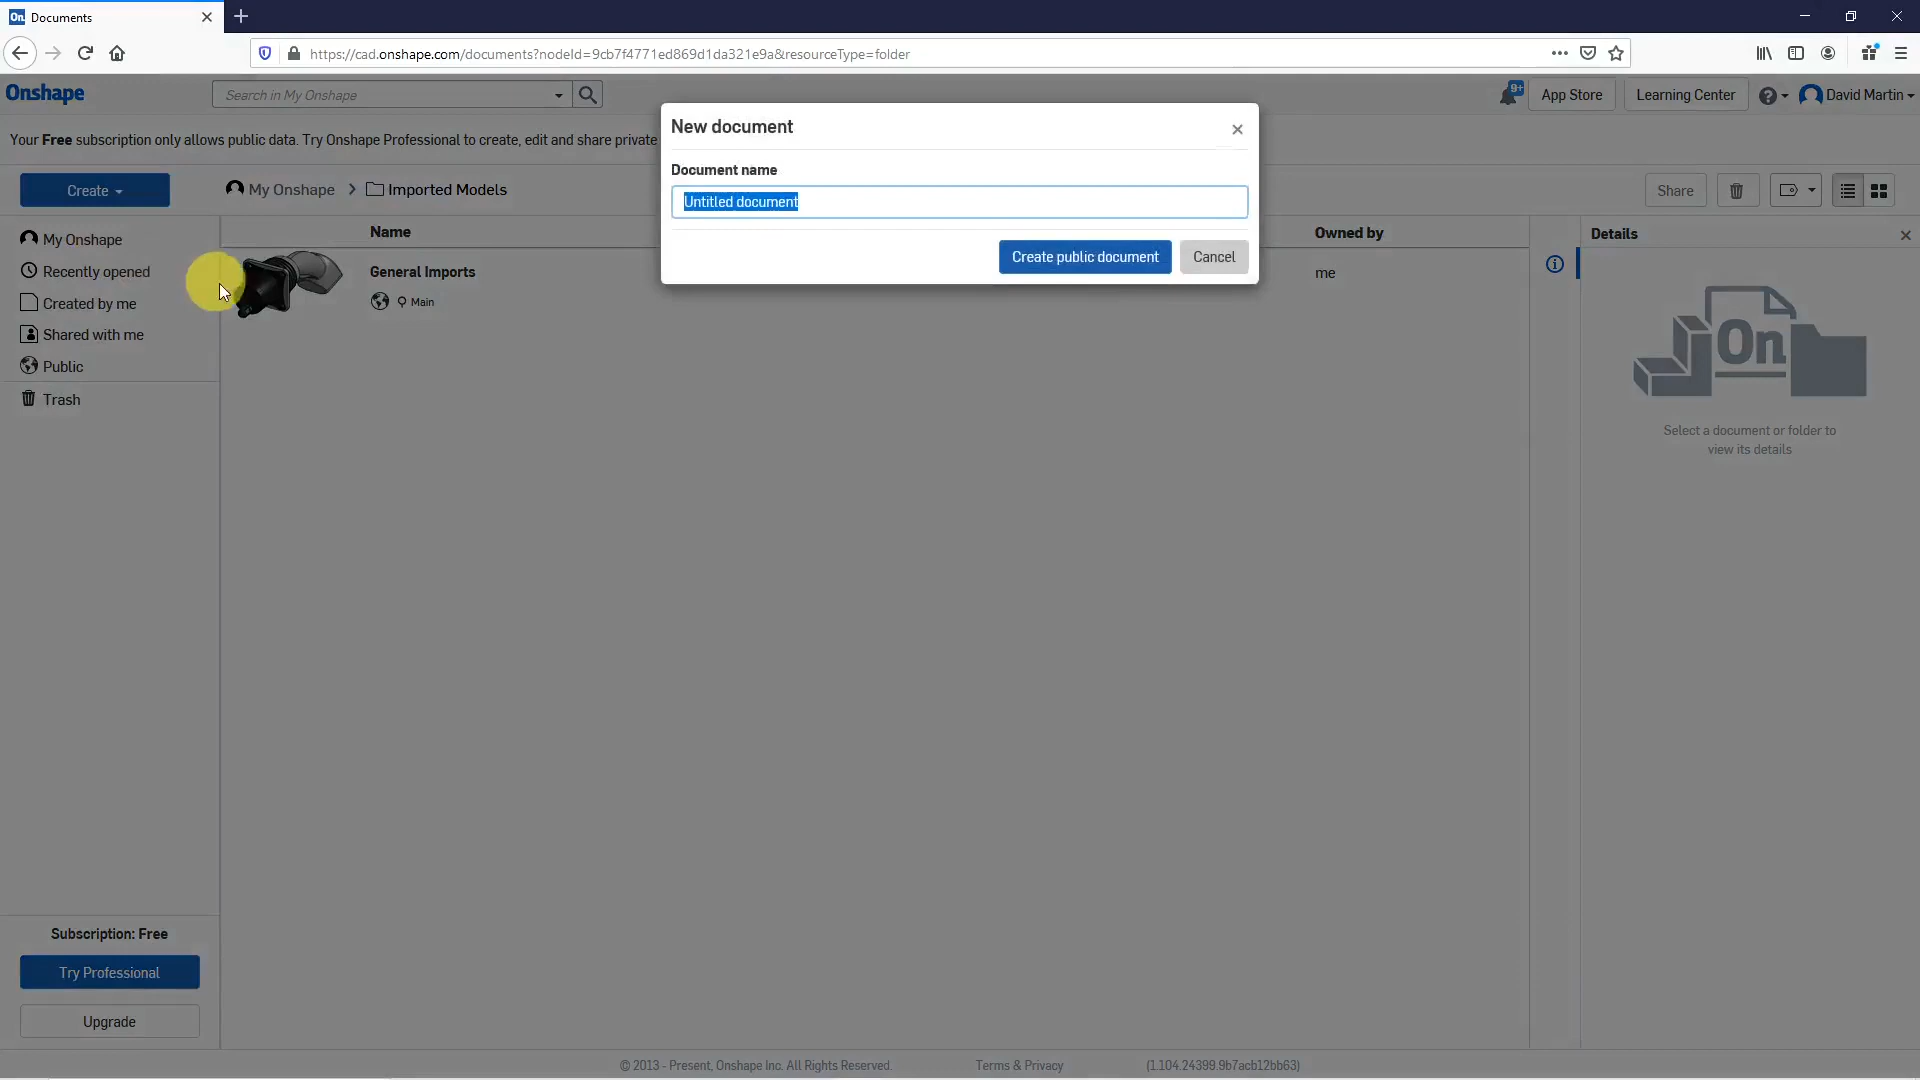 On Documents
https://cad.onshape.com/documents?nodeId=9cb7f4771ed869d1da321e9a&resourceType=folder
Onshape
Search in My Onshape
9+
App Store
Learning Center
David Martin
Your Free subscription only allows public data. Try Onshape Professional to create, edit and share private
New document
Document name
Untitled document
Create public document
Cancel
Create
My Onshape
Imported Models
Share
My Onshape
Recently opened
Created by me
Shared with me
Public
Trash
Name
Owned by
General Imports
Main
me
Details
On
Select a document or folder to
view its details
Subscription: Free
Try Professional
Upgrade
© 2013 - Present, Onshape Inc. All Rights Reserved.
Terms & Privacy
(1.104.24399.9b7acb12bb63)